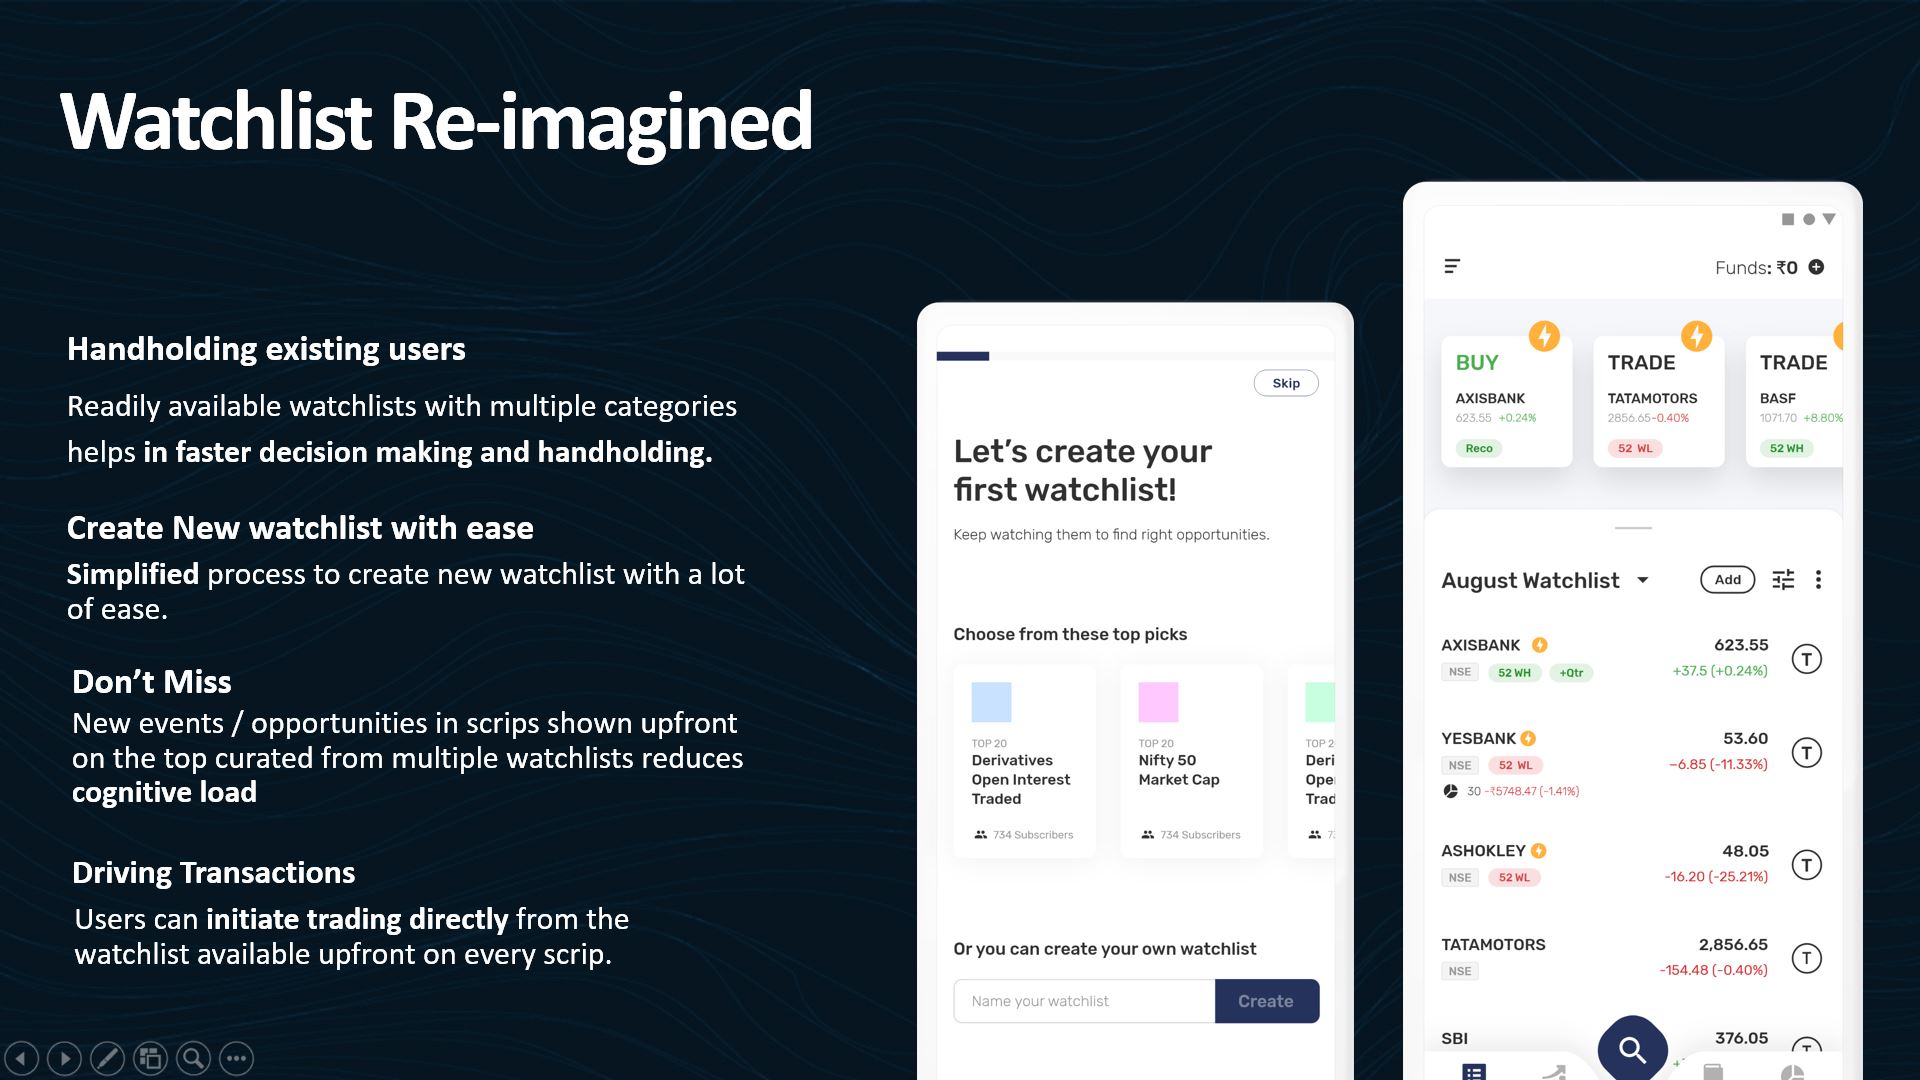 Watchlist Re-imagined
Handholding existing users
Readily available watchlists with multiple categories
helps in faster decision making and handholding.
Create New watchlist with ease
Simplified process to create new watchlist with a lot
of ease.
Don’t Miss
New events / opportunities in scrips shown upfront
on the top curated from multiple watchlists reduces
cognitive load
Driving Transactions
Users can initiate trading directly from the
watchlist available upfront on every scrip.
Skip
Let’s create your
first watchlist!
Keep watching them to find right opportunities.
Choose from these top picks
TOP 20
Derivatives
Open Interest
Traded
734 Subscribers
TOP 20
Nifty 50
Market Cap
734 Subscribers
TOP 2
Deri
Ope
Trad
7
Or you can create your own watchlist
Name your watchlist
Create
Funds: ₹0
BUY
AXISBANK
623.55 +0.24%
Reco
TRADE
TATAMOTORS
2856.65-0.40%
52 WL
TRADE
BASF
1071.70 +8.80%
52 WH
August Watchlist
Add
AXISBANK 623.55
NSE 52 WH +Qtr +37.5 (+0.24%)
T
YESBANK 53.60
NSE 52 WL −6.85 (-11.33%)
T
30 -₹5748.47 (-1.41%)
ASHOKLEY 48.05
NSE 52 WL -16.20 (-25.21%)
T
TATAMOTORS 2,856.65
NSE -154.48 (-0.40%)
T
SBI 376.05